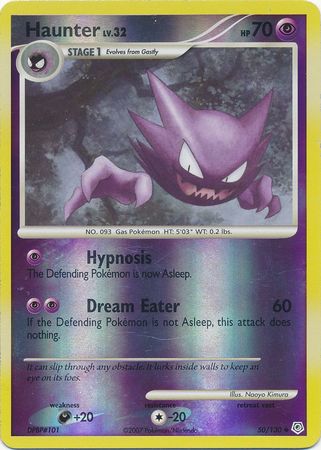 Haunter LV.32 HP 70
STAGE 1 Evolves from Gastly
NO. 093 Gas Pokémon HT: 5'03" WT: 0.2 lbs.
Hypnosis
The Defending Pokémon is now Asleep.
Dream Eater 60
If the Defending Pokémon is not Asleep, this attack does
nothing.
It can slip through any obstacle. It lurks inside walls to keep an
eye on its foes.
Illus. Naoyo Kimura
weakness resistance retreat cost
+20 -20
DPBP#101 ©2007 Pokémon/Nintendo 50/130